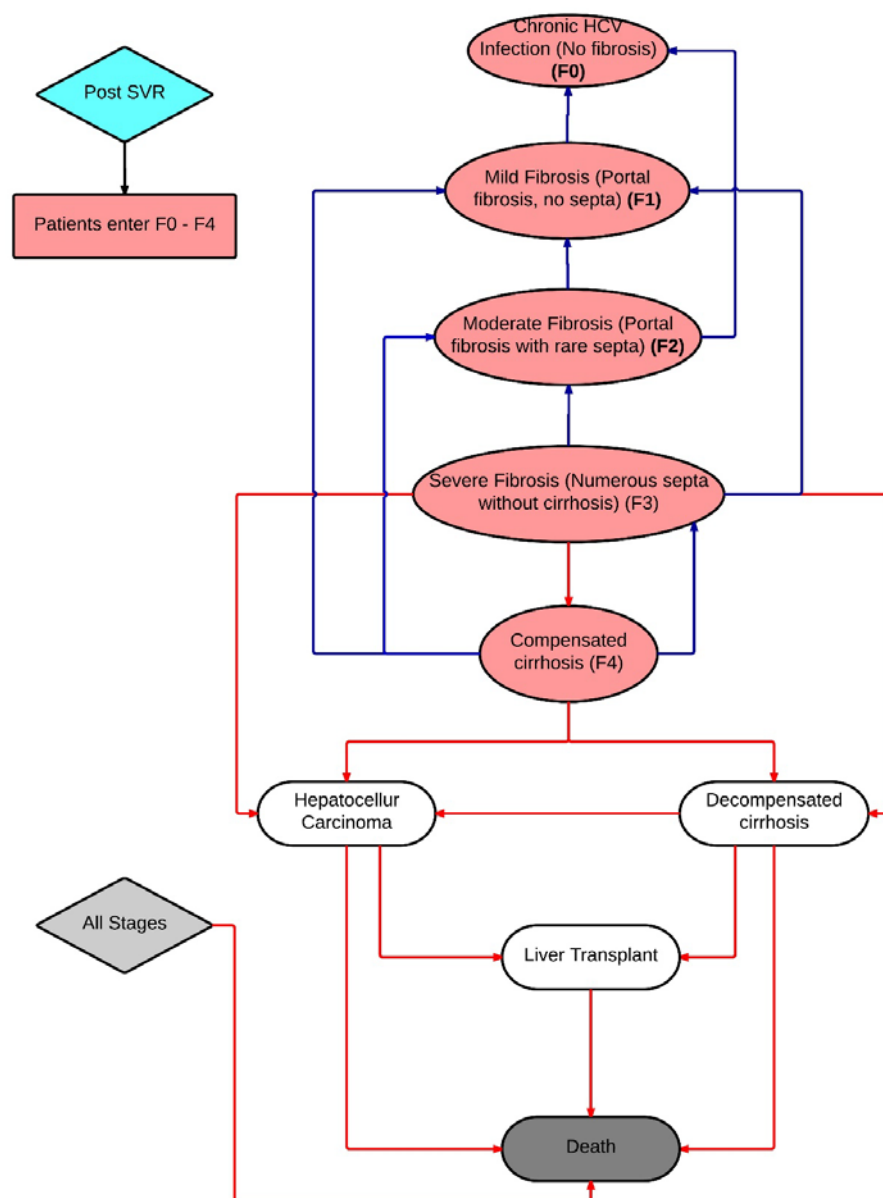 Chronic HCV
Infection (No fibrosis)
(F0)
Post SVR
Mild Fibrosis (Portal
fibrosis, no septa) (F1)
Patients enter F0 - F4
Moderate Fibrosis (Portal
fibrosis with rare septa) (F2)
Severe Fibrosis (Numerous septa
without cirrhosis) (F3)
Compensated
cirrhosis (F4)
Hepatocellur
Carcinoma
Decompensated
cirrhosis
All Stages
Liver Transplant
Death